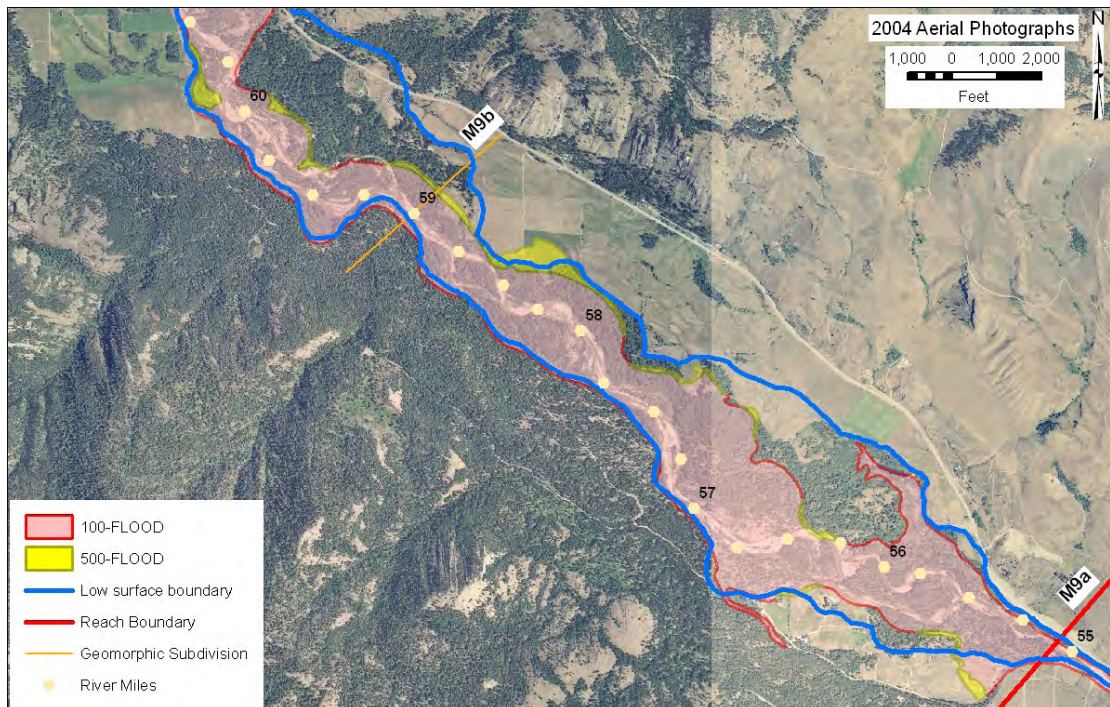 2004 Aerial Photographs
N
1,000 0 1,000 2,000
Feet
60
M9b
59
58
57
56
M9a
55
100-FLOOD
500-FLOOD
Low surface boundary
Reach Boundary
Geomorphic Subdivision
River Miles